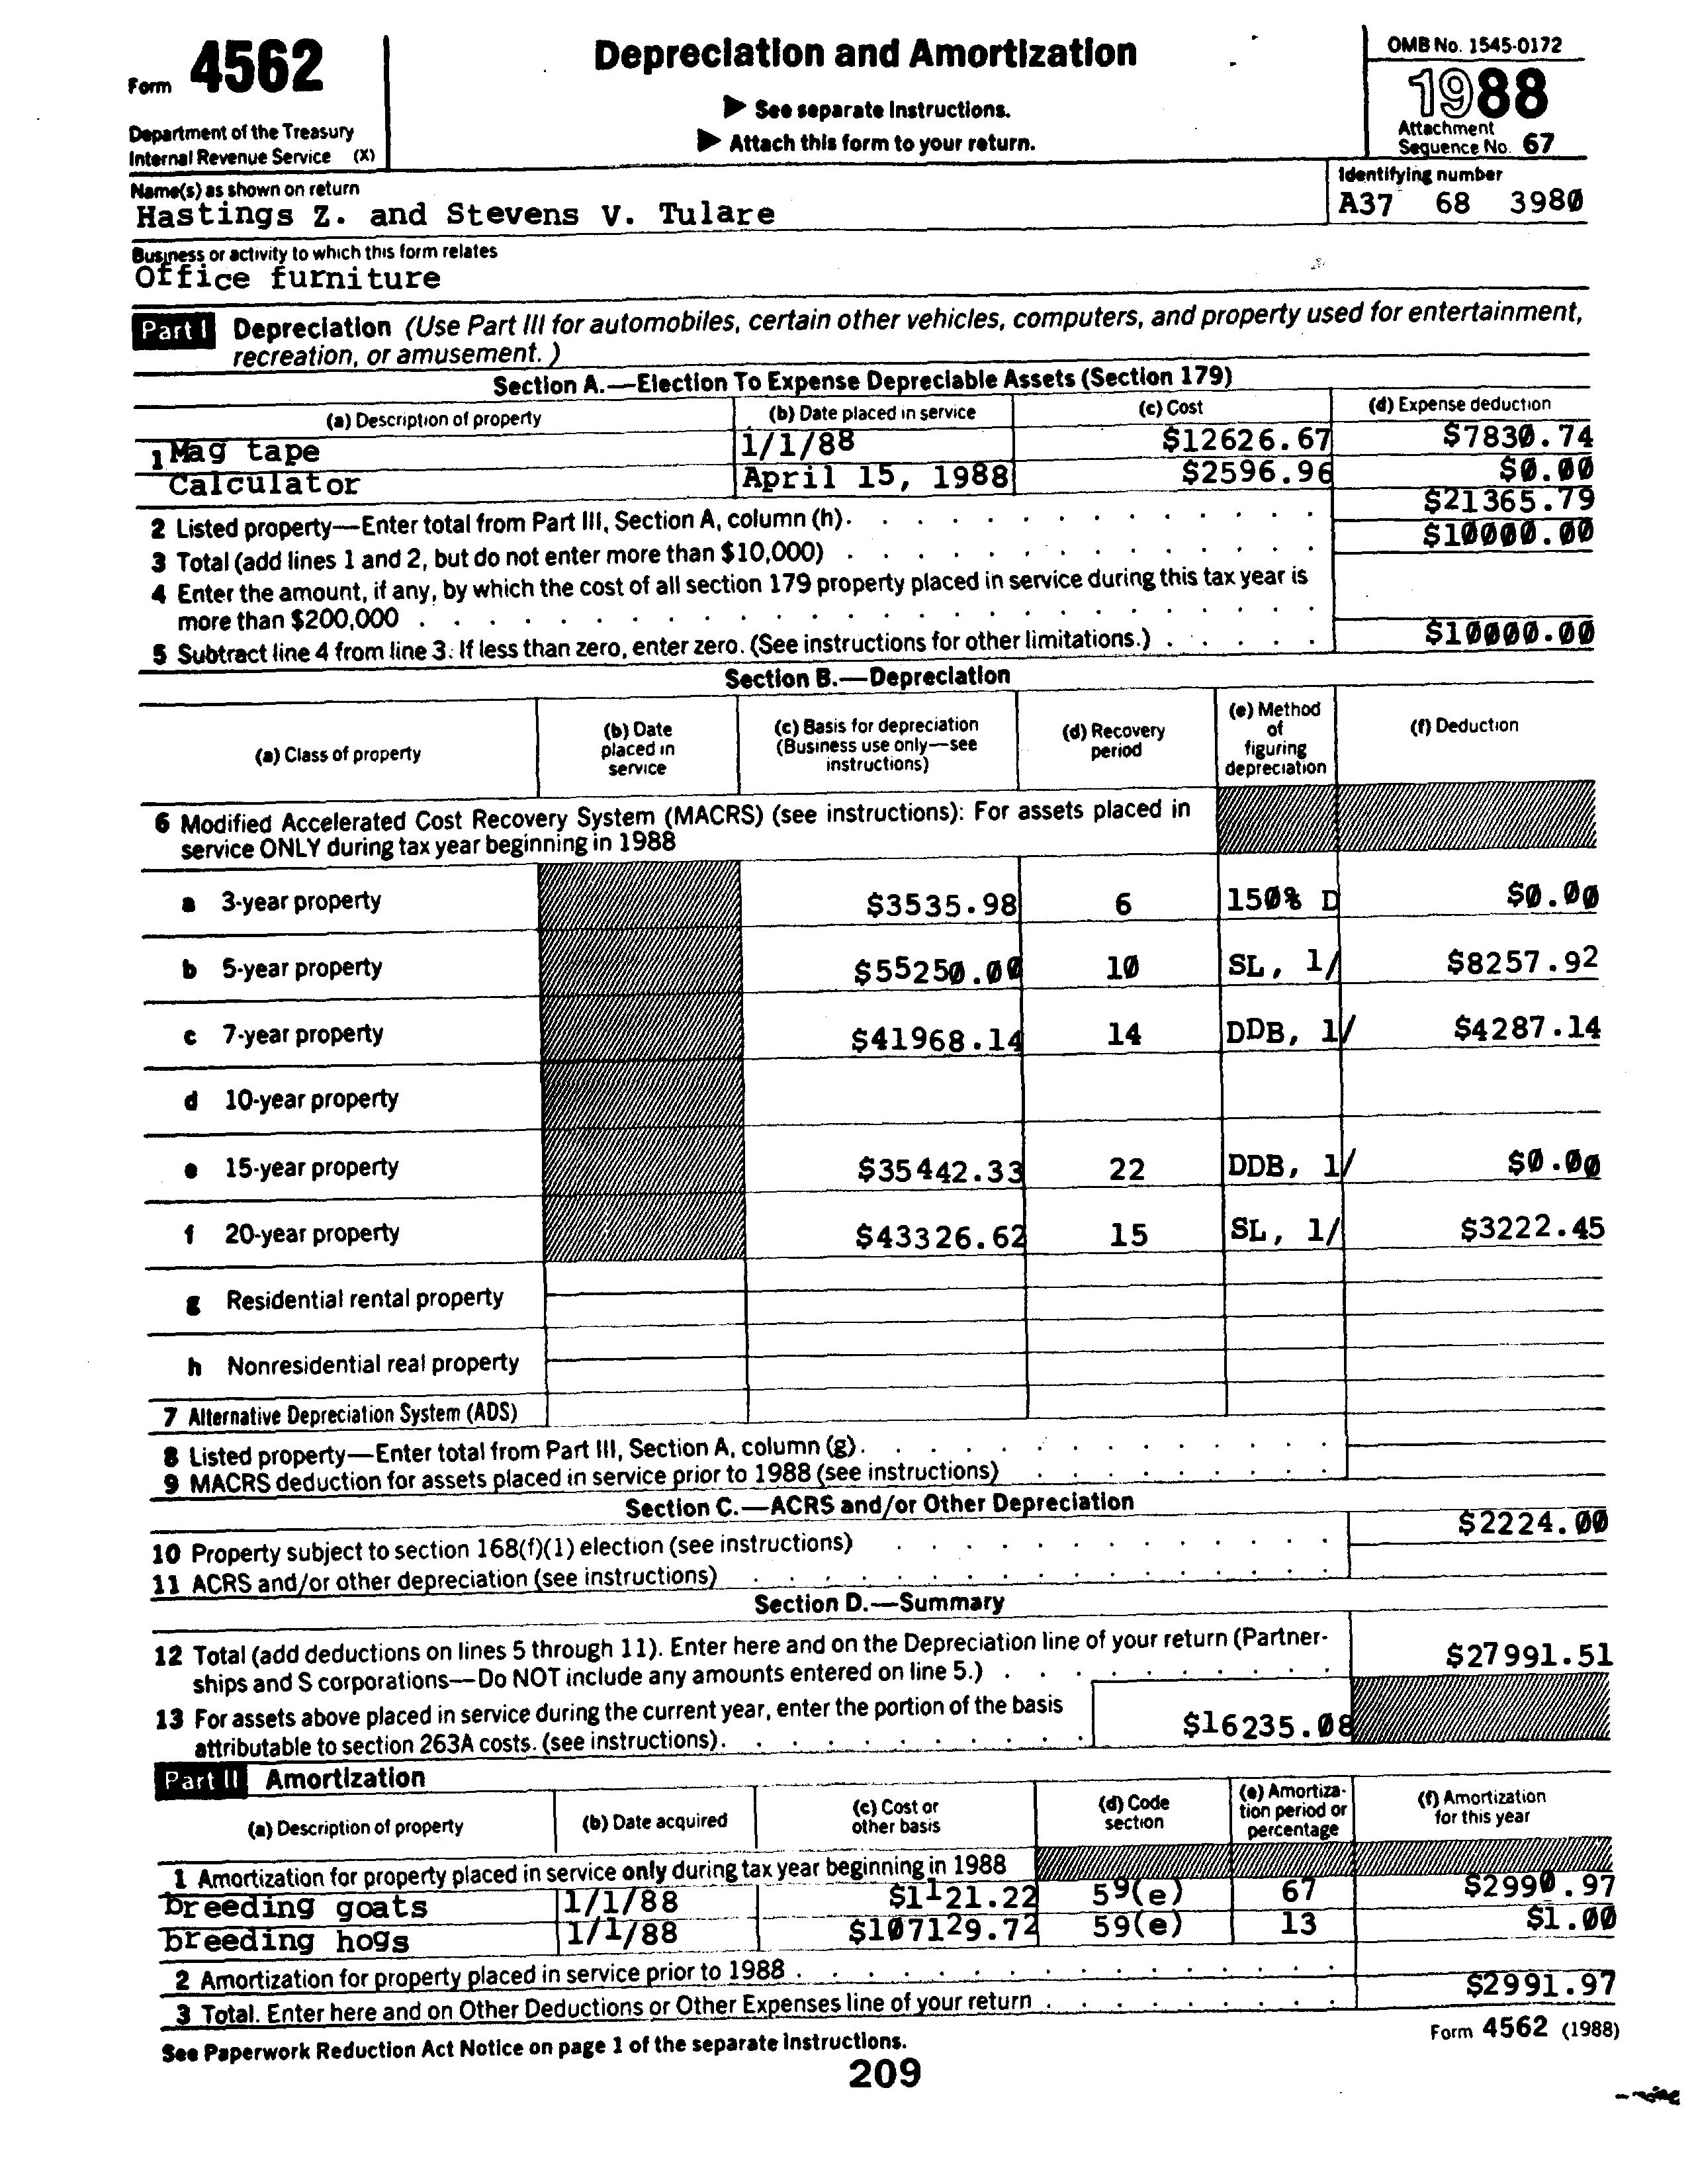 Form 4562
Department of the Treasury
Internal Revenue Service (X)
Depreciation and Amortization
▶ See separate Instructions.
▶ Attach this form to your return.
OMB No. 1545-0172
1988
Attachment
Sequence No. 67
Name(s) as shown on return
Hastings Z. and Stevens V. Tulare
Identifying number
A37 68 3980
Business or activity to which this form relates
Office furniture
Part I Depreciation (Use Part III for automobiles, certain other vehicles, computers, and property used for entertainment,
recreation, or amusement.)
Section A.—Election To Expense Depreciable Assets (Section 179)
(a) Description of property (b) Date placed in service (c) Cost (d) Expense deduction
1 Mag tape 1/1/88 $12626.67 $7830.74
Calculator April 15, 1988 $2596.96 $0.00
2 Listed property—Enter total from Part III, Section A, column (h). $21365.79
3 Total (add lines 1 and 2, but do not enter more than $10,000) $10000.00
4 Enter the amount, if any, by which the cost of all section 179 property placed in service during this tax year is
more than $200,000
5 Subtract line 4 from line 3. If less than zero, enter zero. (See instructions for other limitations.) $10000.00
Section B.—Depreciation
(a) Class of property (b) Date placed in service (c) Basis for depreciation (Business use only—see instructions) (d) Recovery period (e) Method of figuring depreciation (f) Deduction
6 Modified Accelerated Cost Recovery System (MACRS) (see instructions): For assets placed in
service ONLY during tax year beginning in 1988
a 3-year property $3535.98 6 150% D $0.00
b 5-year property $55250.00 10 SL, 1/ $8257.92
c 7-year property $41968.14 14 DDB, 1/ $4287.14
d 10-year property
e 15-year property $35442.33 22 DDB, 1/ $0.00
f 20-year property $43326.62 15 SL, 1/ $3222.45
g Residential rental property
h Nonresidential real property
7 Alternative Depreciation System (ADS)
8 Listed property—Enter total from Part III, Section A, column (g).
9 MACRS deduction for assets placed in service prior to 1988 (see instructions)
Section C.—ACRS and/or Other Depreciation
10 Property subject to section 168(f)(1) election (see instructions) $2224.00
11 ACRS and/or other depreciation (see instructions)
Section D.—Summary
12 Total (add deductions on lines 5 through 11). Enter here and on the Depreciation line of your return (Partner-
ships and S corporations—Do NOT include any amounts entered on line 5.) $27991.51
13 For assets above placed in service during the current year, enter the portion of the basis
attributable to section 263A costs. (see instructions). $16235.08
Part II Amortization
(a) Description of property (b) Date acquired (c) Cost or other basis (d) Code section (e) Amortiza- tion period or percentage (f) Amortization for this year
1 Amortization for property placed in service only during tax year beginning in 1988
breeding goats 1/1/88 $1121.22 59(e) 67 $2990.97
breeding hogs 1/1/88 $107129.72 59(e) 13 $1.00
2 Amortization for property placed in service prior to 1988
3 Total. Enter here and on Other Deductions or Other Expenses line of your return $2991.97
See Paperwork Reduction Act Notice on page 1 of the separate Instructions.
Form 4562 (1988)
209